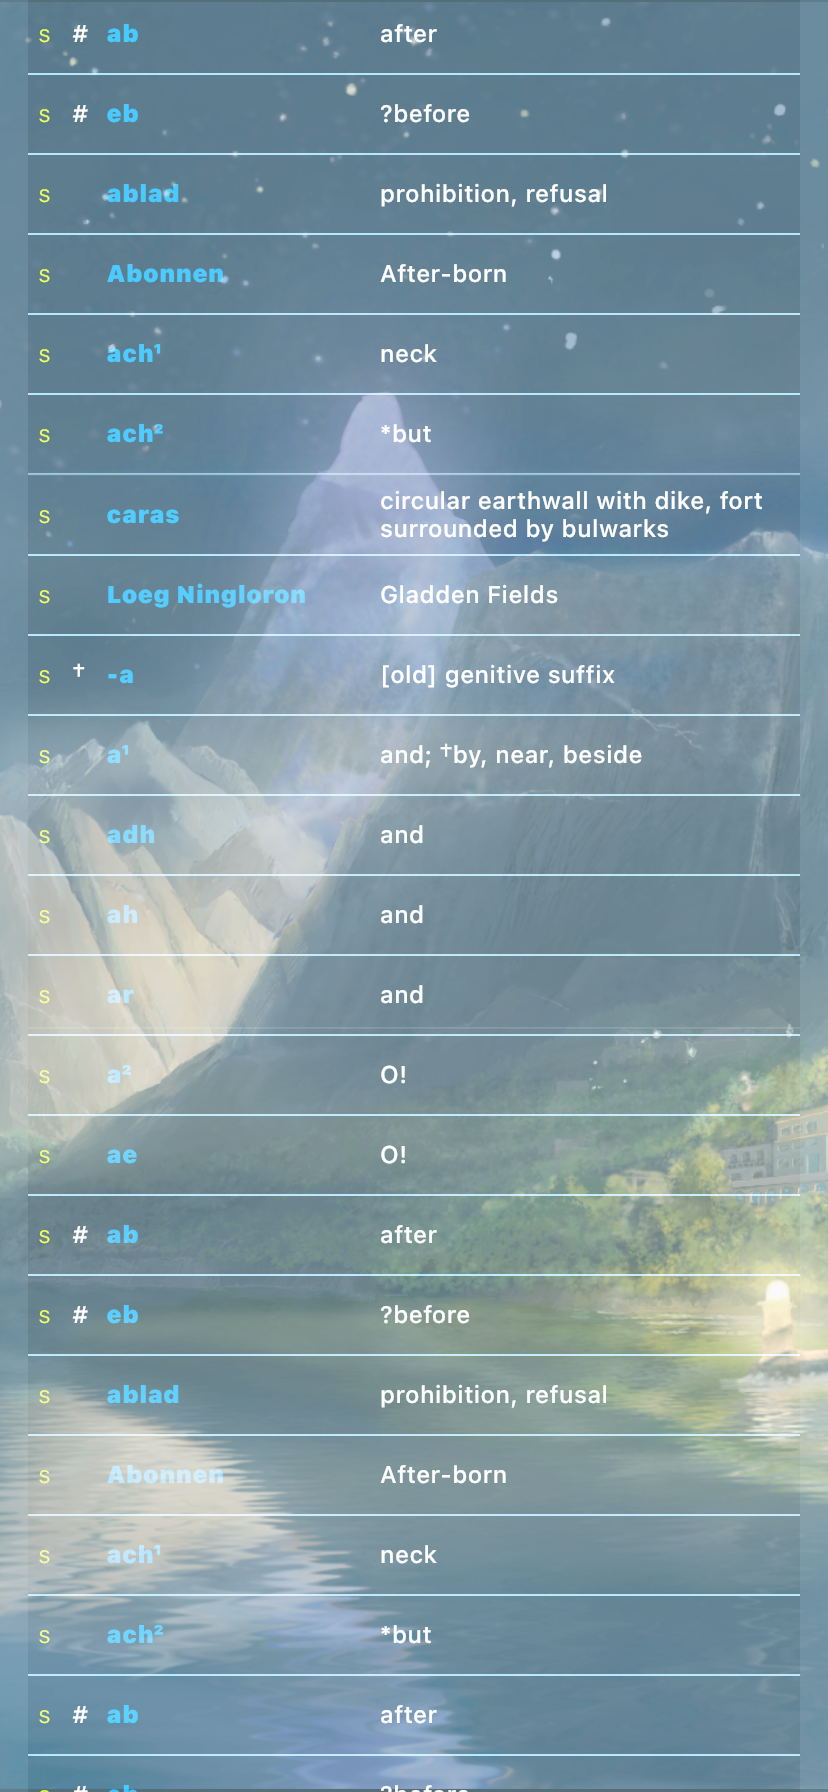 s # ab after
s # eb ?before
s ablad prohibition, refusal
s Abonnen After-born
s ach¹ neck
s ach² *but
s caras circular earthwall with dike, fort
surrounded by bulwarks
s Loeg Ningloron Gladden Fields
s † -a [old] genitive suffix
s a¹ and; †by, near, beside
s adh and
s ah and
s ar and
s a² O!
s ae O!
s # ab after
s # eb ?before
s ablad prohibition, refusal
s Abonnen After-born
s ach¹ neck
s ach² *but
s # ab after